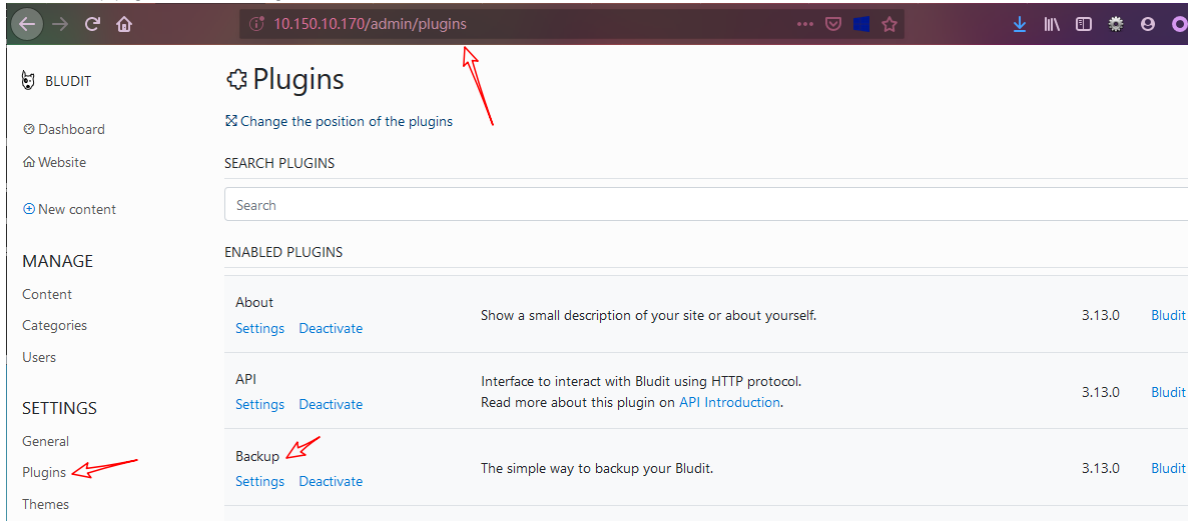 10.150.10.170/admin/plugins
BLUDIT
Dashboard
Website
New content
MANAGE
Content
Categories
Users
SETTINGS
General
Plugins
Themes
Plugins
Change the position of the plugins
SEARCH PLUGINS
Search
ENABLED PLUGINS
About
Settings Deactivate
Show a small description of your site or about yourself.
3.13.0 Bludit
API
Settings Deactivate
Interface to interact with Bludit using HTTP protocol.
Read more about this plugin on API Introduction.
3.13.0 Bludit
Backup
Settings Deactivate
The simple way to backup your Bludit.
3.13.0 Bludit